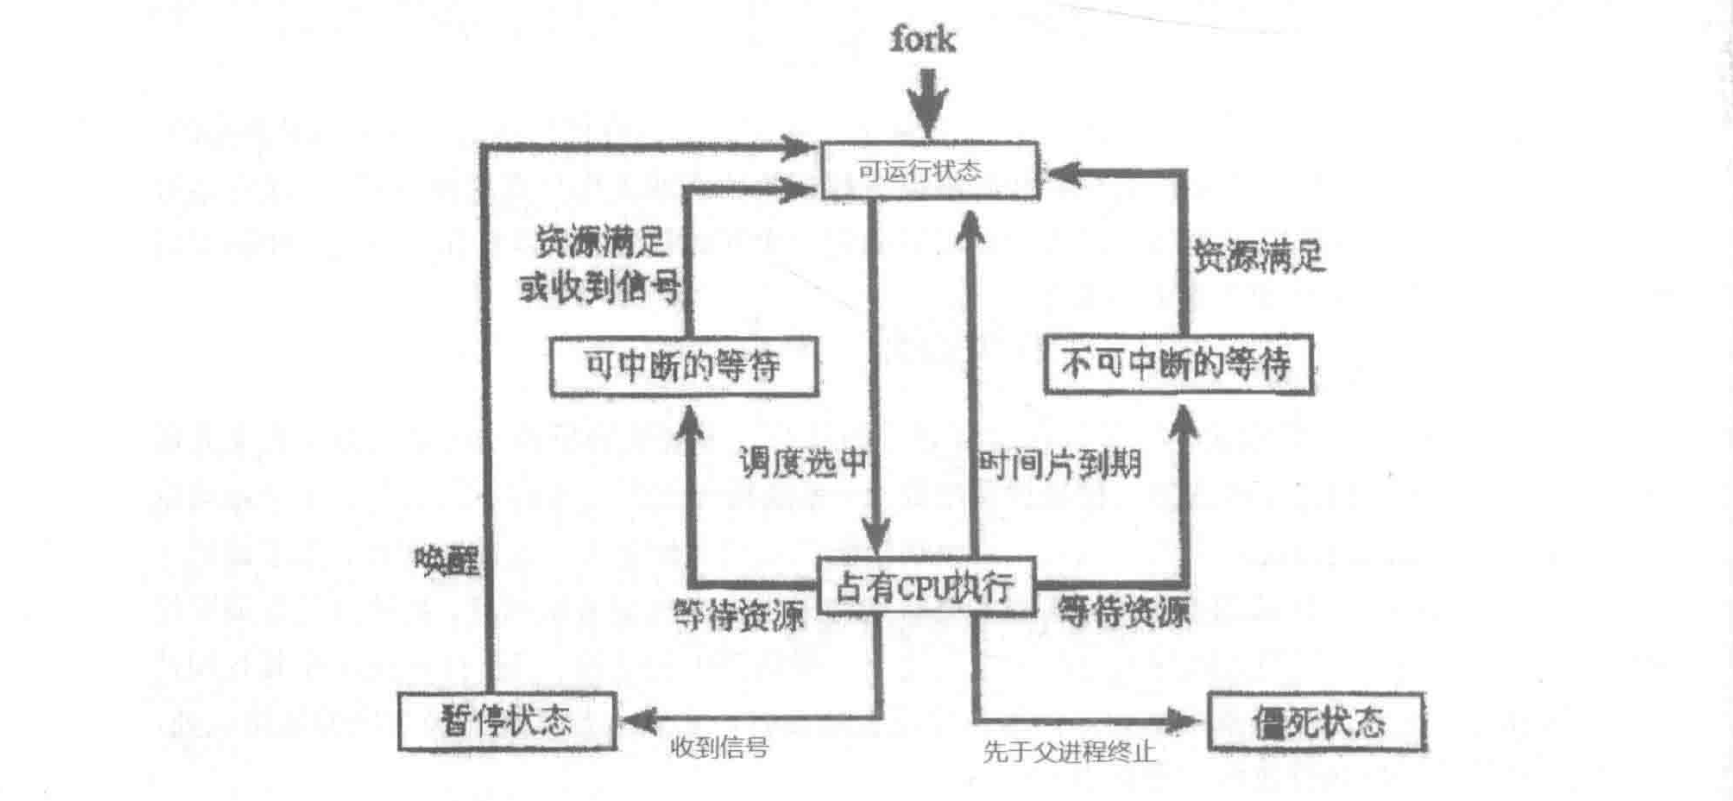 fork
可运行状态
资源满足
或收到信号
资源满足
可中断的等待
不可中断的等待
调度选中
时间片到期
唤醒
占有CPU执行
等待资源
等待资源
暂停状态
僵死状态
收到信号
先于父进程终止